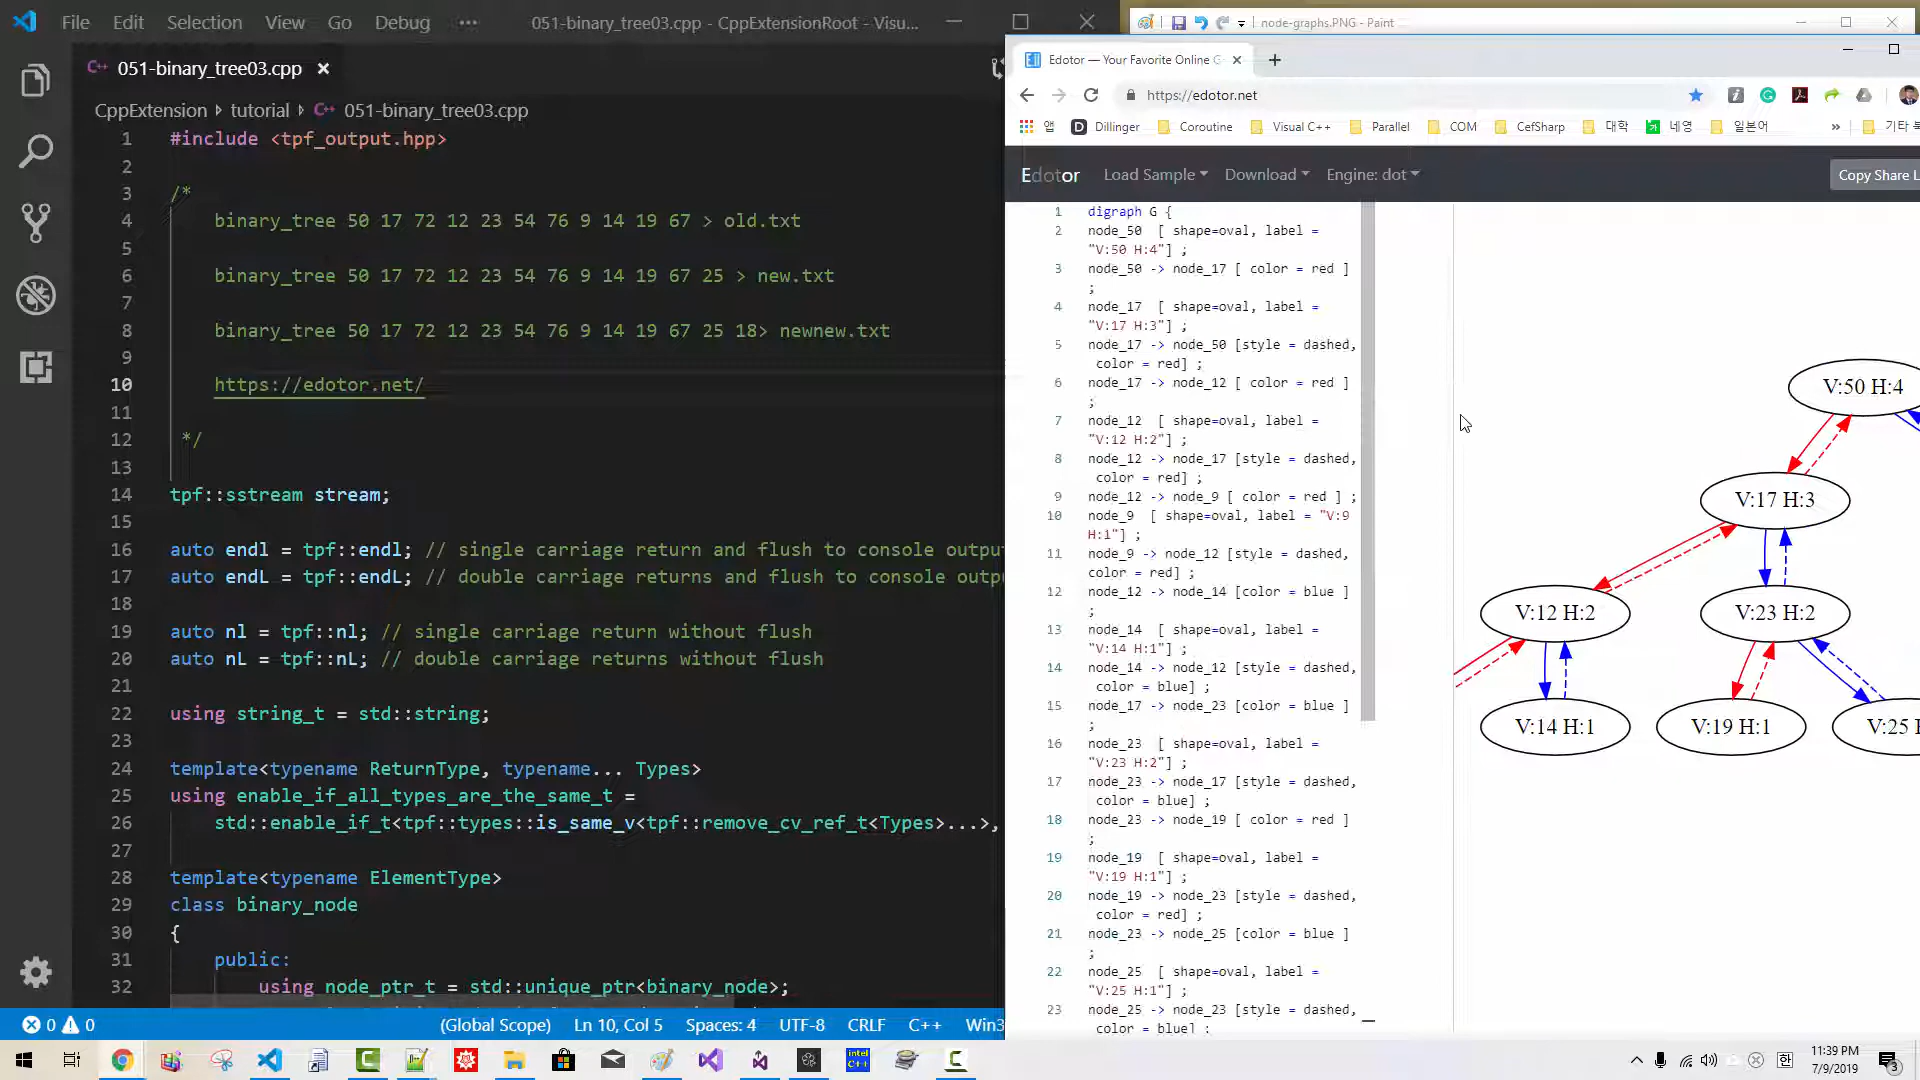 File Edit Selection View Go Debug ··· 051-binary_tree03.cpp - CppExtensionRoot - Visu...
051-binary_tree03.cpp
CppExtension tutorial 051-binary_tree03.cpp
1 #include <tpf_output.hpp>
2
3 /*
4 binary_tree 50 17 72 12 23 54 76 9 14 19 67 > old.txt
5
6 binary_tree 50 17 72 12 23 54 76 9 14 19 67 25 > new.txt
7
8 binary_tree 50 17 72 12 23 54 76 9 14 19 67 25 18> newnew.txt
9
10 https://edotor.net/
11
12 */
13
14 tpf::sstream stream;
15
16 auto endl = tpf::endl; // single carriage return and flush to console outpu
17 auto endL = tpf::endL; // double carriage returns and flush to console outp
18
19 auto nl = tpf::nl; // single carriage return without flush
20 auto nL = tpf::nL; // double carriage returns without flush
21
22 using string_t = std::string;
23
24 template<typename ReturnType, typename... Types>
25 using enable_if_all_types_are_the_same_t =
26 std::enable_if_t<tpf::types::is_same_v<tpf::remove_cv_ref_t<Types>...>,
27
28 template<typename ElementType>
29 class binary_node
30 {
31 public:
32 using node_ptr_t = std::unique_ptr<binary_node>;
0 0 (Global Scope) Ln 10, Col 5 Spaces: 4 UTF-8 CRLF C++ Win3
node-graphs.PNG - Paint
Edotor — Your Favorite Online G
https://edotor.net
앱 Dillinger Coroutine Visual C++ Parallel COM CefSharp 대학 네영 일본어 » 기타
Edotor Load Sample Download Engine: dot Copy Share L
1 digraph G {
2 node_50 [ shape=oval, label =
"V:50 H:4"] ;
3 node_50 -> node_17 [ color = red ]
;
4 node_17 [ shape=oval, label =
"V:17 H:3"] ;
5 node_17 -> node_50 [style = dashed,
color = red] ;
6 node_17 -> node_12 [ color = red ]
;
7 node_12 [ shape=oval, label =
"V:12 H:2"] ;
8 node_12 -> node_17 [style = dashed,
color = red] ;
9 node_12 -> node_9 [ color = red ] ;
10 node_9 [ shape=oval, label = "V:9
H:1"] ;
11 node_9 -> node_12 [style = dashed,
color = red] ;
12 node_12 -> node_14 [color = blue ]
;
13 node_14 [ shape=oval, label =
"V:14 H:1"] ;
14 node_14 -> node_12 [style = dashed,
color = blue] ;
15 node_17 -> node_23 [color = blue ]
;
16 node_23 [ shape=oval, label =
"V:23 H:2"] ;
17 node_23 -> node_17 [style = dashed,
color = blue] ;
18 node_23 -> node_19 [ color = red ]
;
19 node_19 [ shape=oval, label =
"V:19 H:1"] ;
20 node_19 -> node_23 [style = dashed,
color = red] ;
21 node_23 -> node_25 [color = blue ]
;
22 node_25 [ shape=oval, label =
"V:25 H:1"] ;
23 node_25 -> node_23 [style = dashed,
color = blue] ;
V:50 H:4
V:17 H:3
V:12 H:2 V:23 H:2
V:14 H:1 V:19 H:1 V:25 H
intel C++
한 11:39 PM
7/9/2019
3